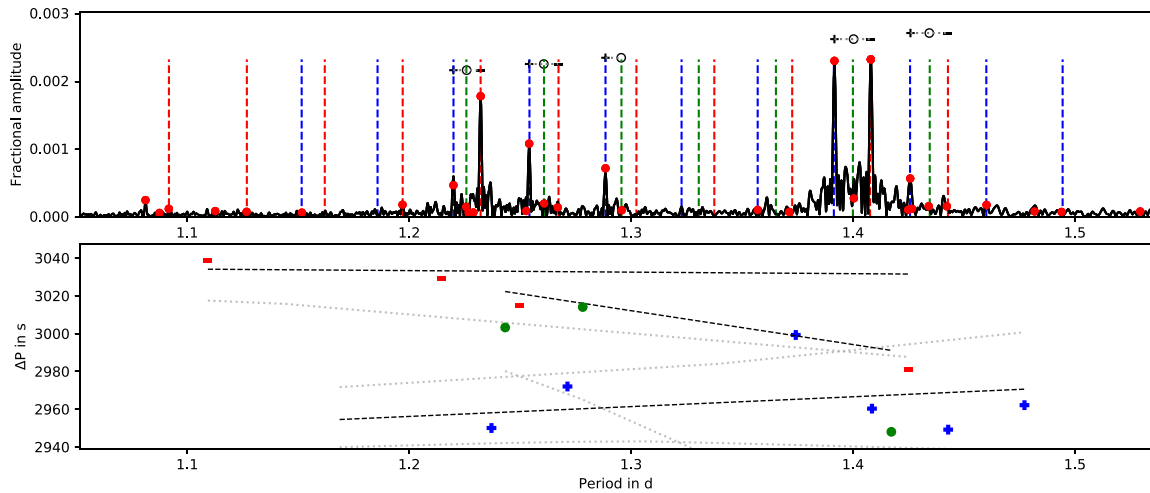 0.003
0.002
0.001
0.000
Fractional amplitude
1.1 1.2 1.3 1.4 1.5
3040
3020
3000
2980
2960
2940
ΔP in s
1.1 1.2 1.3 1.4 1.5
Period in d